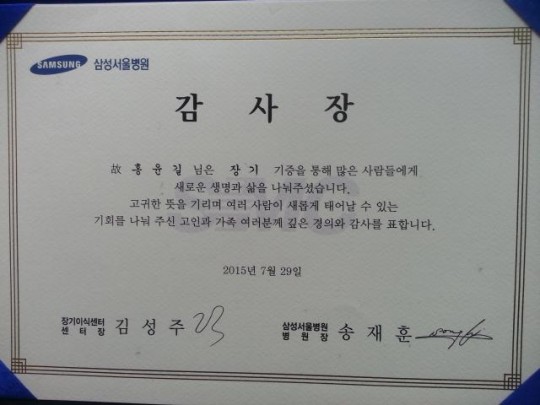 SAMSUNG 삼성서울병원
감 사 장
故 홍 윤 길 님은 장 기 기증을 통해 많은 사람들에게
새로운 생명과 삶을 나눠주셨습니다.
고귀한 뜻을 기리며 여러 사람이 새롭게 태어날 수 있는
기회를 나눠 주신 고인과 가족 여러분께 깊은 경의와 감사를 표합니다.
2015년 7월 29일
장기이식센터
센 터 장 김 성 주
삼성서울병원
병 원 장 송 재 훈